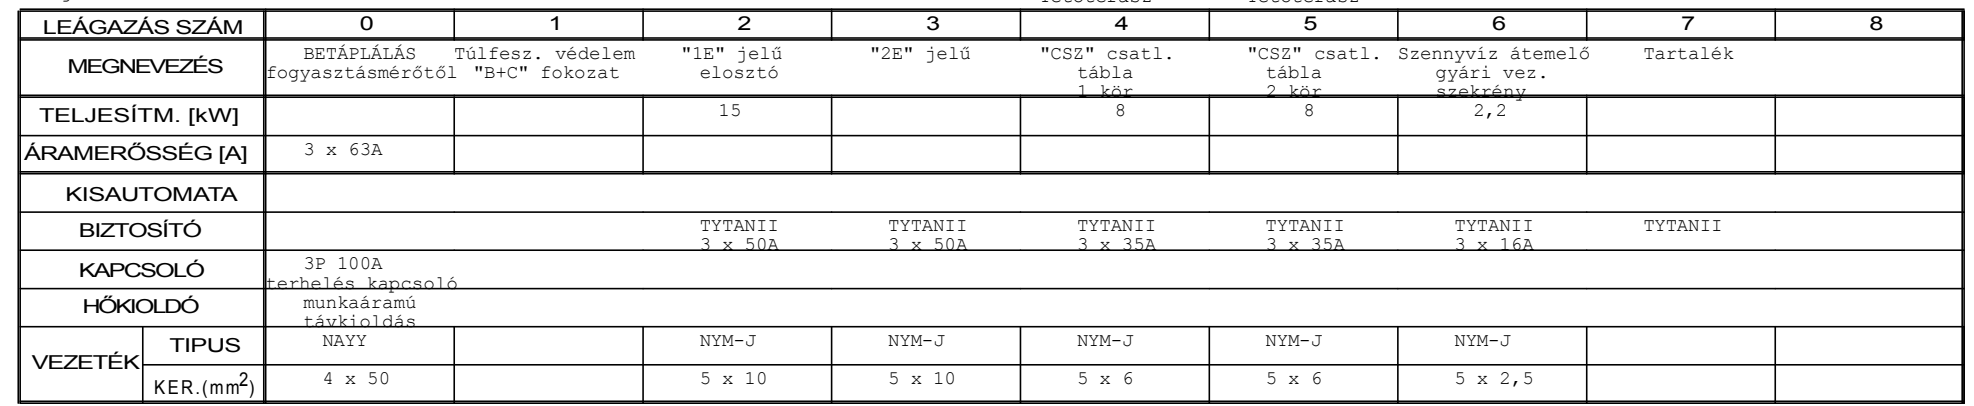 LEÁGAZÁS SZÁM 0 1 2 3 4 5 6 7 8
MEGNEVEZÉS BETÁPLÁLÁS Túlfesz. védelem "1E" jelű "2E" jelű "CSZ" csatl. "CSZ" csatl. Szennyvíz átemelő Tartalék
fogyasztásmérőtől "B+C" fokozat elosztó tábla tábla gyári vez.
1 kör 2 kör szekrény
TELJESÍTM. [kW] 15 8 8 2,2
ÁRAMERŐSSÉG [A] 3 x 63A
KISAUTOMATA
BIZTOSÍTÓ TYTANII TYTANII TYTANII TYTANII TYTANII TYTANII
3 x 50A 3 x 50A 3 x 35A 3 x 35A 3 x 16A
KAPCSOLÓ 3P 100A
terhelés kapcsoló
HŐKIOLDÓ munkaáramú
távkioldás
VEZETÉK TIPUS NAYY NYM-J NYM-J NYM-J NYM-J NYM-J
KER.(mm2) 4 x 50 5 x 10 5 x 10 5 x 6 5 x 6 5 x 2,5